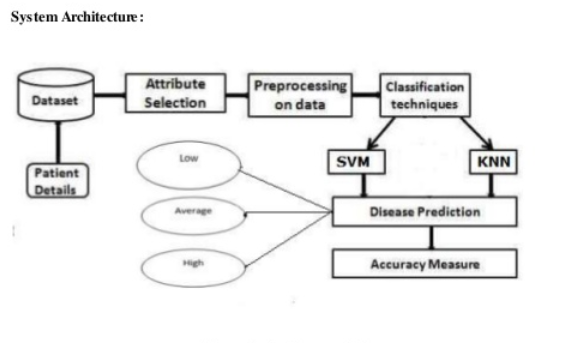 System Architecture:
Dataset
Attribute
Selection
Preprocessing
on data
Classification
techniques
Patient
Details
Low
SVM
KNN
Average
Disease Prediction
High
Accuracy Measure